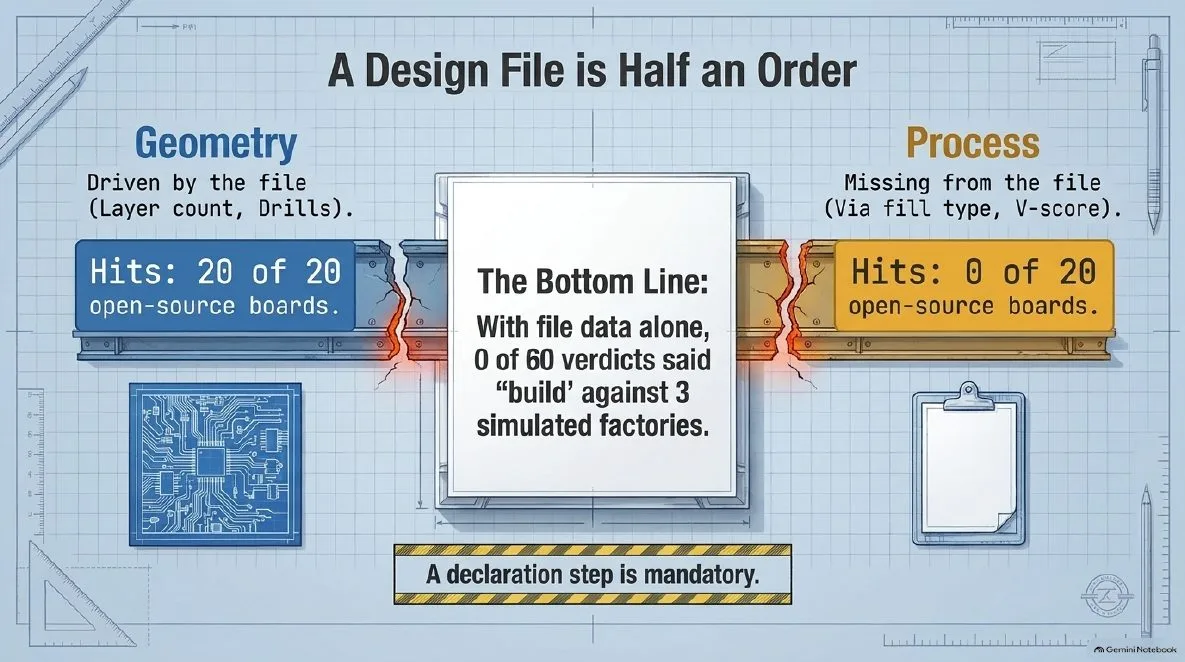 A Design File is Half an Order
Geometry
Driven by the file
(Layer count, Drills).
Hits: 20 of 20
open-source boards.
The Bottom Line:
With file data alone,
0 of 60 verdicts said
“build’ against 3
simulated factories.
Process
Missing from the file
(Via fill type, V-score).
Hits: 0 of 20
open-source boards.
A declaration step is mandatory.
Gemini Notebook